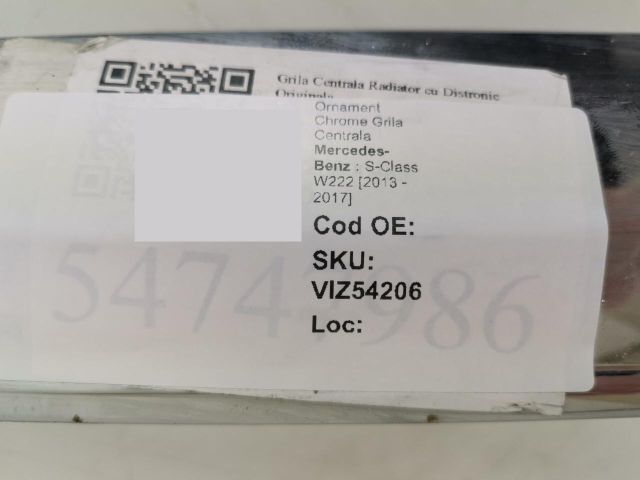 Grila Centrala Radiator cu Distronic
Originala
Ornament
Chrome Grila
Centrala
Mercedes-
Benz : S-Class
W222 [2013 -
2017]
Cod OE:
SKU:
VIZ54206
Loc: